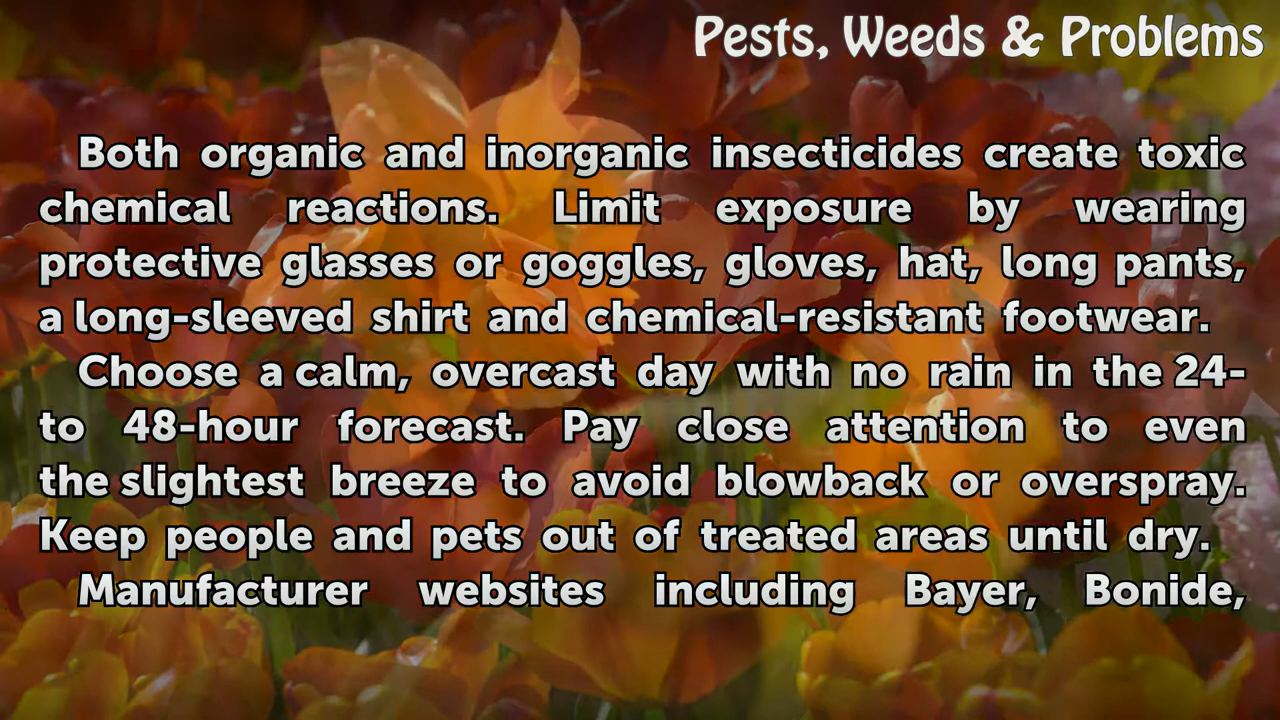 Pests, Weeds & Problems
Both organic and inorganic insecticides create toxic
chemical reactions. Limit exposure by wearing
protective glasses or goggles, gloves, hat, long pants,
a long-sleeved shirt and chemical-resistant footwear.
Choose a calm, overcast day with no rain in the 24-
to 48-hour forecast. Pay close attention to even
the slightest breeze to avoid blowback or overspray.
Keep people and pets out of treated areas until dry.
Manufacturer websites including Bayer, Bonide,